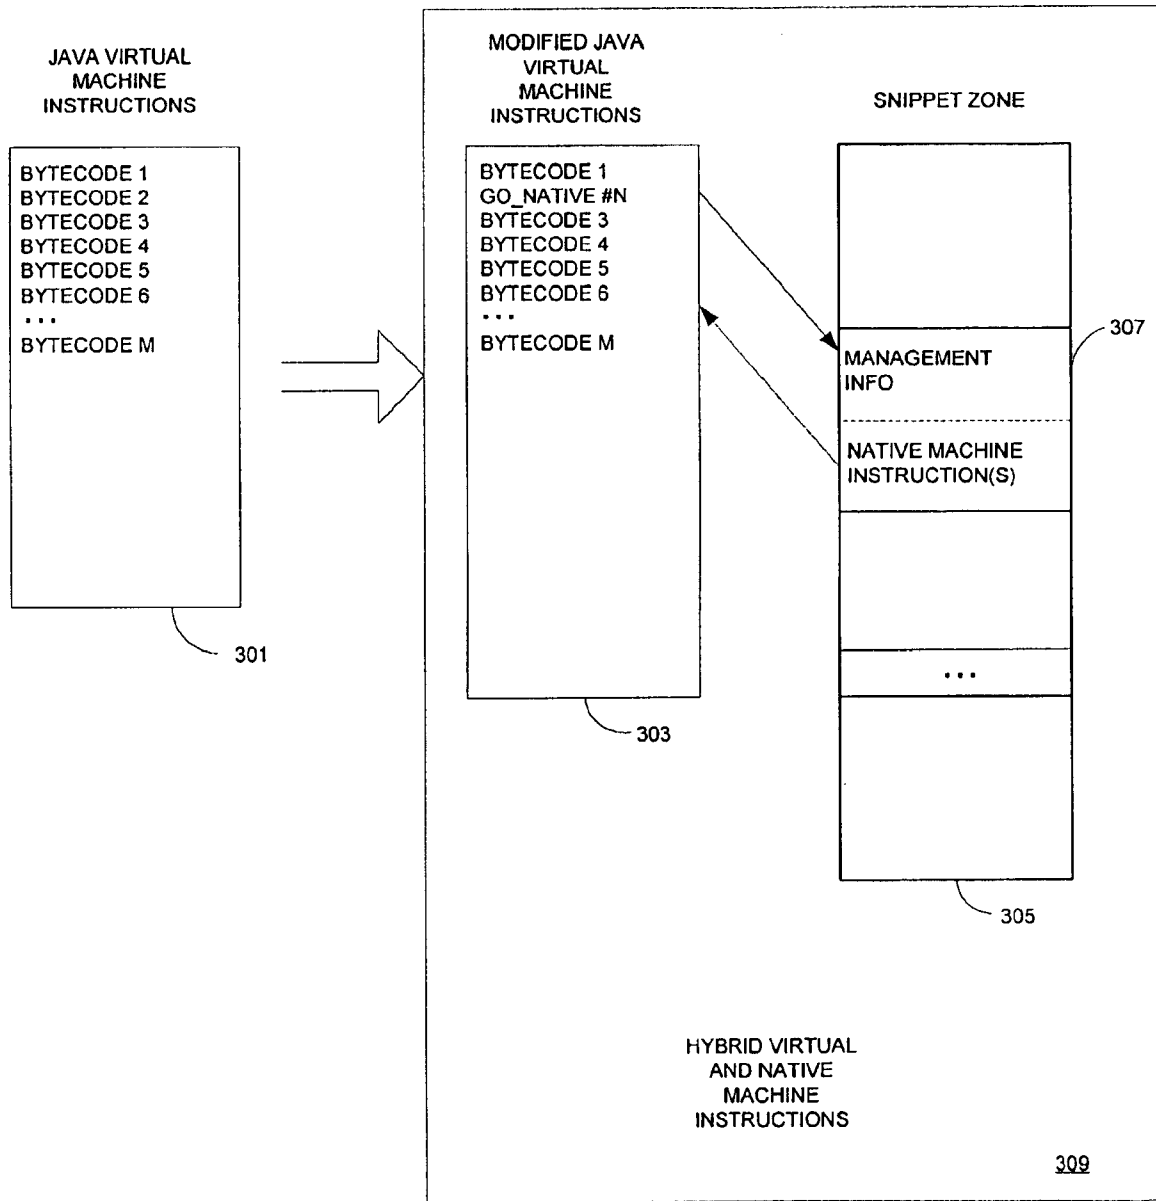 JAVA VIRTUAL
MACHINE
INSTRUCTIONS
BYTECODE 1
BYTECODE 2
BYTECODE 3
BYTECODE 4
BYTECODE 5
BYTECODE 6
...
BYTECODE M
301
MODIFIED JAVA
VIRTUAL
MACHINE
INSTRUCTIONS
BYTECODE 1
GO_NATIVE #N
BYTECODE 3
BYTECODE 4
BYTECODE 5
BYTECODE 6
...
BYTECODE M
303
SNIPPET ZONE
307
MANAGEMENT
INFO
NATIVE MACHINE
INSTRUCTION(S)
...
305
HYBRID VIRTUAL
AND NATIVE
MACHINE
INSTRUCTIONS
309